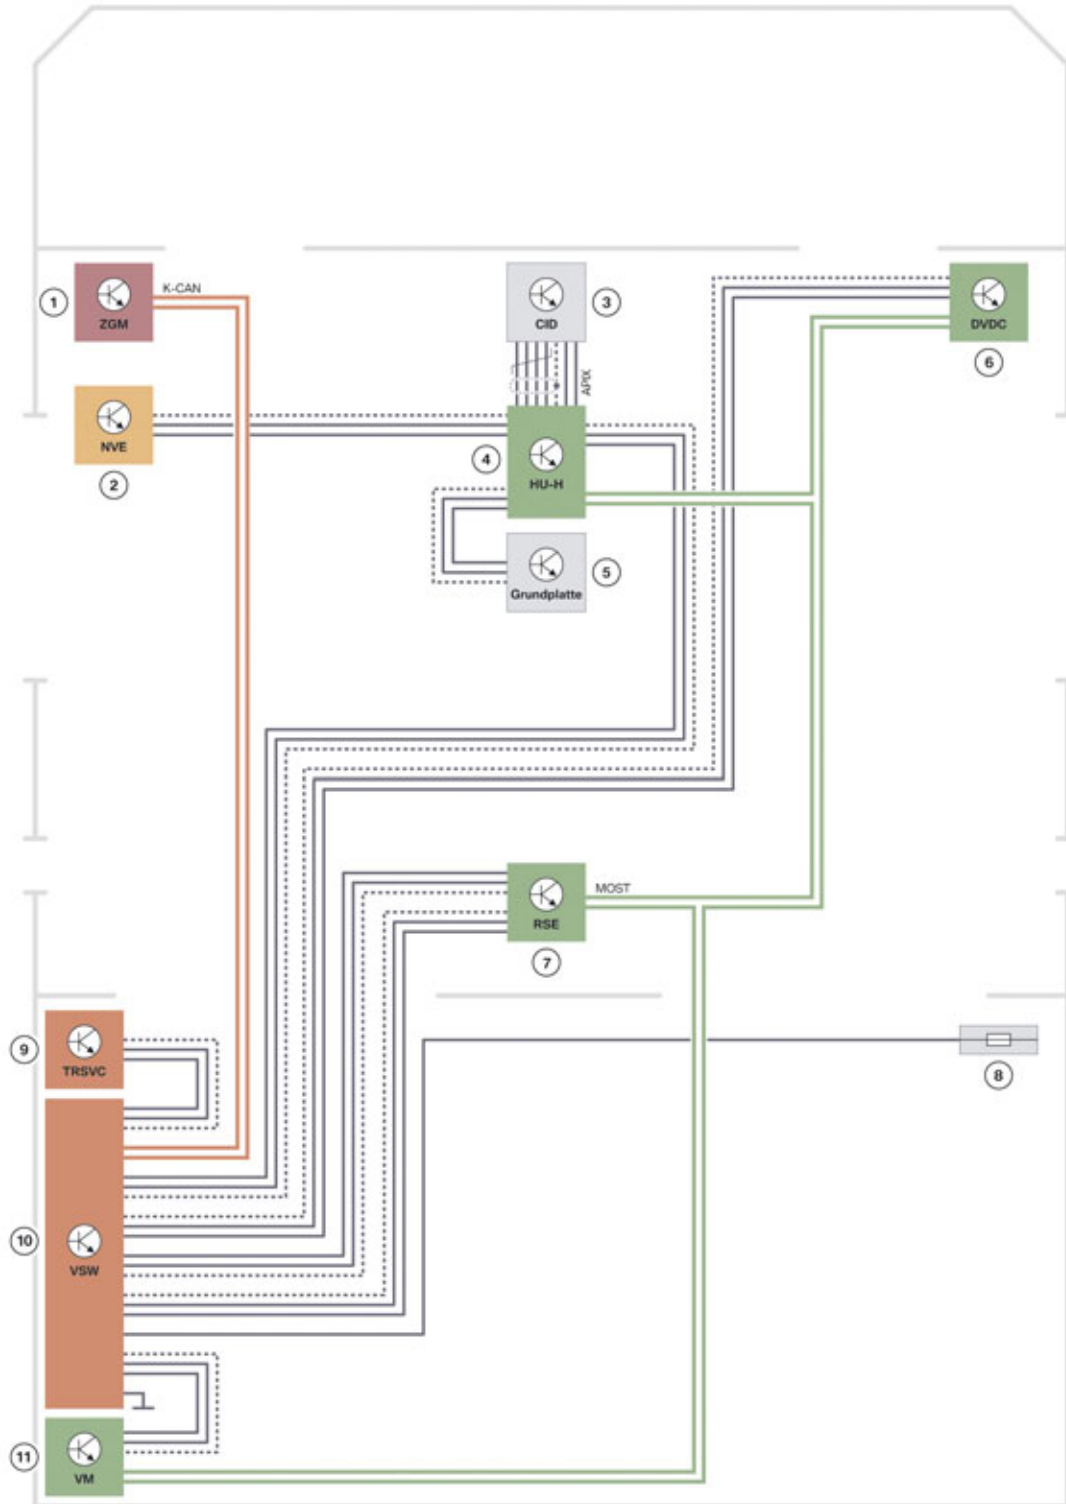 K-CAN
1
ZGM
CID
3
DVDC
6
NVE
2
APIX
4
HU-H
Grundplatte
5
MOST
RSE
7
9
TRSVC
8
10
VSW
11
VM